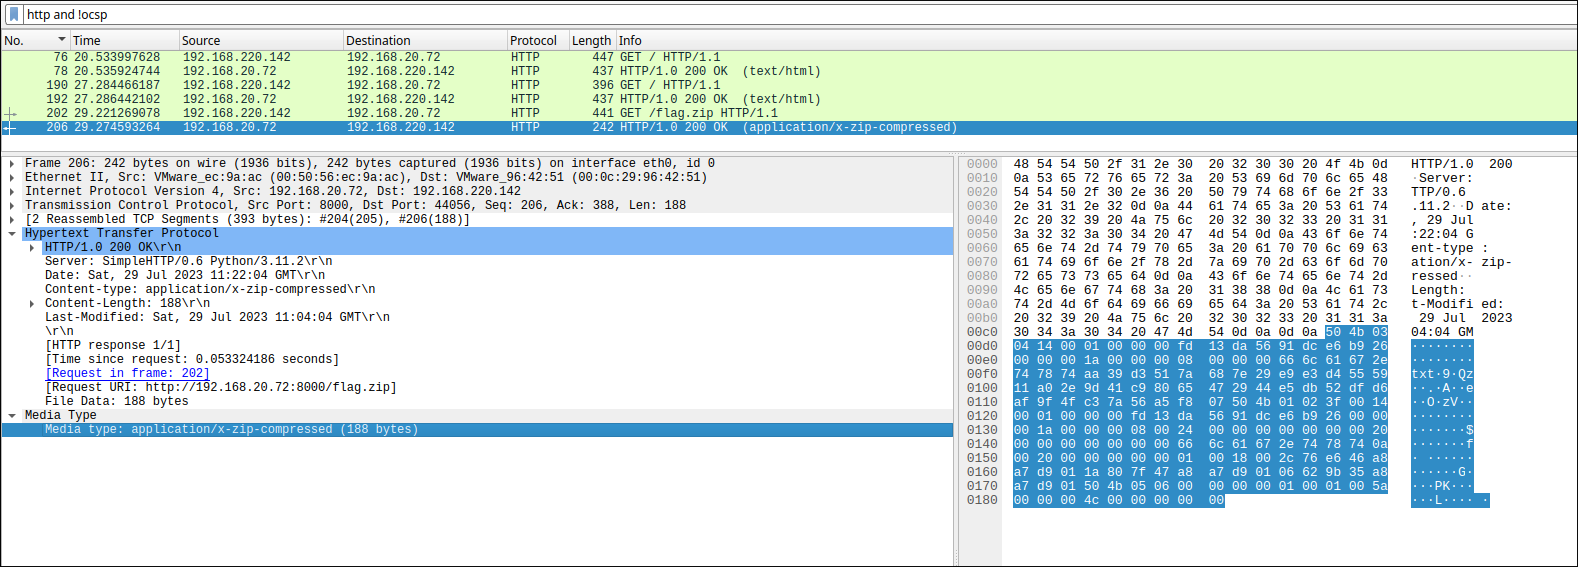 http and !ocsp
No. Time Source Destination Protocol Length Info
76 20.533997628 192.168.220.142 192.168.20.72 HTTP 447 GET / HTTP/1.1
78 20.535924744 192.168.20.72 192.168.220.142 HTTP 437 HTTP/1.0 200 OK (text/html)
190 27.284466187 192.168.220.142 192.168.20.72 HTTP 396 GET / HTTP/1.1
192 27.286442102 192.168.20.72 192.168.220.142 HTTP 437 HTTP/1.0 200 OK (text/html)
202 29.221269078 192.168.220.142 192.168.20.72 HTTP 441 GET /flag.zip HTTP/1.1
206 29.274593264 192.168.20.72 192.168.220.142 HTTP 242 HTTP/1.0 200 OK (application/x-zip-compressed)
Frame 206: 242 bytes on wire (1936 bits), 242 bytes captured (1936 bits) on interface eth0, id 0
Ethernet II, Src: VMware_ec:9a:ac (00:50:56:ec:9a:ac), Dst: VMware_96:42:51 (00:0c:29:96:42:51)
Internet Protocol Version 4, Src: 192.168.20.72, Dst: 192.168.220.142
Transmission Control Protocol, Src Port: 8000, Dst Port: 44056, Seq: 206, Ack: 388, Len: 188
[2 Reassembled TCP Segments (393 bytes): #204(205), #206(188)]
Hypertext Transfer Protocol
HTTP/1.0 200 OK\r\n
Server: SimpleHTTP/0.6 Python/3.11.2\r\n
Date: Sat, 29 Jul 2023 11:22:04 GMT\r\n
Content-type: application/x-zip-compressed\r\n
Content-Length: 188\r\n
Last-Modified: Sat, 29 Jul 2023 11:04:04 GMT\r\n
\r\n
[HTTP response 1/1]
[Time since request: 0.053324186 seconds]
[Request in frame: 202]
[Request URI: http://192.168.20.72:8000/flag.zip]
File Data: 188 bytes
Media Type
Media type: application/x-zip-compressed (188 bytes)
0000 48 54 54 50 2f 31 2e 30 20 32 30 30 20 4f 4b 0d HTTP/1.0 200
0010 0a 53 65 72 76 65 72 3a 20 53 69 6d 70 6c 65 48 ·Server:
0020 54 54 50 2f 30 2e 36 20 50 79 74 68 6f 6e 2f 33 TTP/0.6
0030 2e 31 31 2e 32 0d 0a 44 61 74 65 3a 20 53 61 74 .11.2··D ate:
0040 2c 20 32 39 20 4a 75 6c 20 32 30 32 33 20 31 31 , 29 Jul
0050 3a 32 32 3a 30 34 20 47 4d 54 0d 0a 43 6f 6e 74 :22:04 G
0060 65 6e 74 2d 74 79 70 65 3a 20 61 70 70 6c 69 63 ent-type :
0070 61 74 69 6f 6e 2f 78 2d 7a 69 70 2d 63 6f 6d 70 ation/x- zip-
0080 72 65 73 73 65 64 0d 0a 43 6f 6e 74 65 6e 74 2d ressed··
0090 4c 65 6e 67 74 68 3a 20 31 38 38 0d 0a 4c 61 73 Length:
00a0 74 2d 4d 6f 64 69 66 69 65 64 3a 20 53 61 74 2c t-Modifi ed:
00b0 20 32 39 20 4a 75 6c 20 32 30 32 33 20 31 31 3a 29 Jul 2023
00c0 30 34 3a 30 34 20 47 4d 54 0d 0a 0d 0a 50 4b 03 04:04 GM
00d0 04 14 00 01 00 00 00 fd 13 da 56 91 dc e6 b9 26 ········
00e0 00 00 00 1a 00 00 00 08 00 00 00 66 6c 61 67 2e ········
00f0 74 78 74 aa 39 d3 51 7a 68 7e 29 e9 e3 d4 55 59 txt·9·Qz
0100 11 a0 2e 9d 41 c9 80 65 47 29 44 e5 db 52 df d6 ··.·A··e
0110 af 9f 4f c3 7a 56 a5 f8 07 50 4b 01 02 3f 00 14 ··O·zV··
0120 00 01 00 00 00 fd 13 da 56 91 dc e6 b9 26 00 00 ········
0130 00 1a 00 00 00 08 00 24 00 00 00 00 00 00 00 20 ·······$
0140 00 00 00 00 00 00 00 66 6c 61 67 2e 74 78 74 0a ·······f
0150 00 20 00 00 00 00 00 01 00 18 00 2c 76 e6 46 a8 · ······
0160 a7 d9 01 1a 80 7f 47 a8 a7 d9 01 06 62 9b 35 a8 ······G·
0170 a7 d9 01 50 4b 05 06 00 00 00 00 01 00 01 00 5a ···PK···
0180 00 00 00 4c 00 00 00 00 00 ···L···· ·